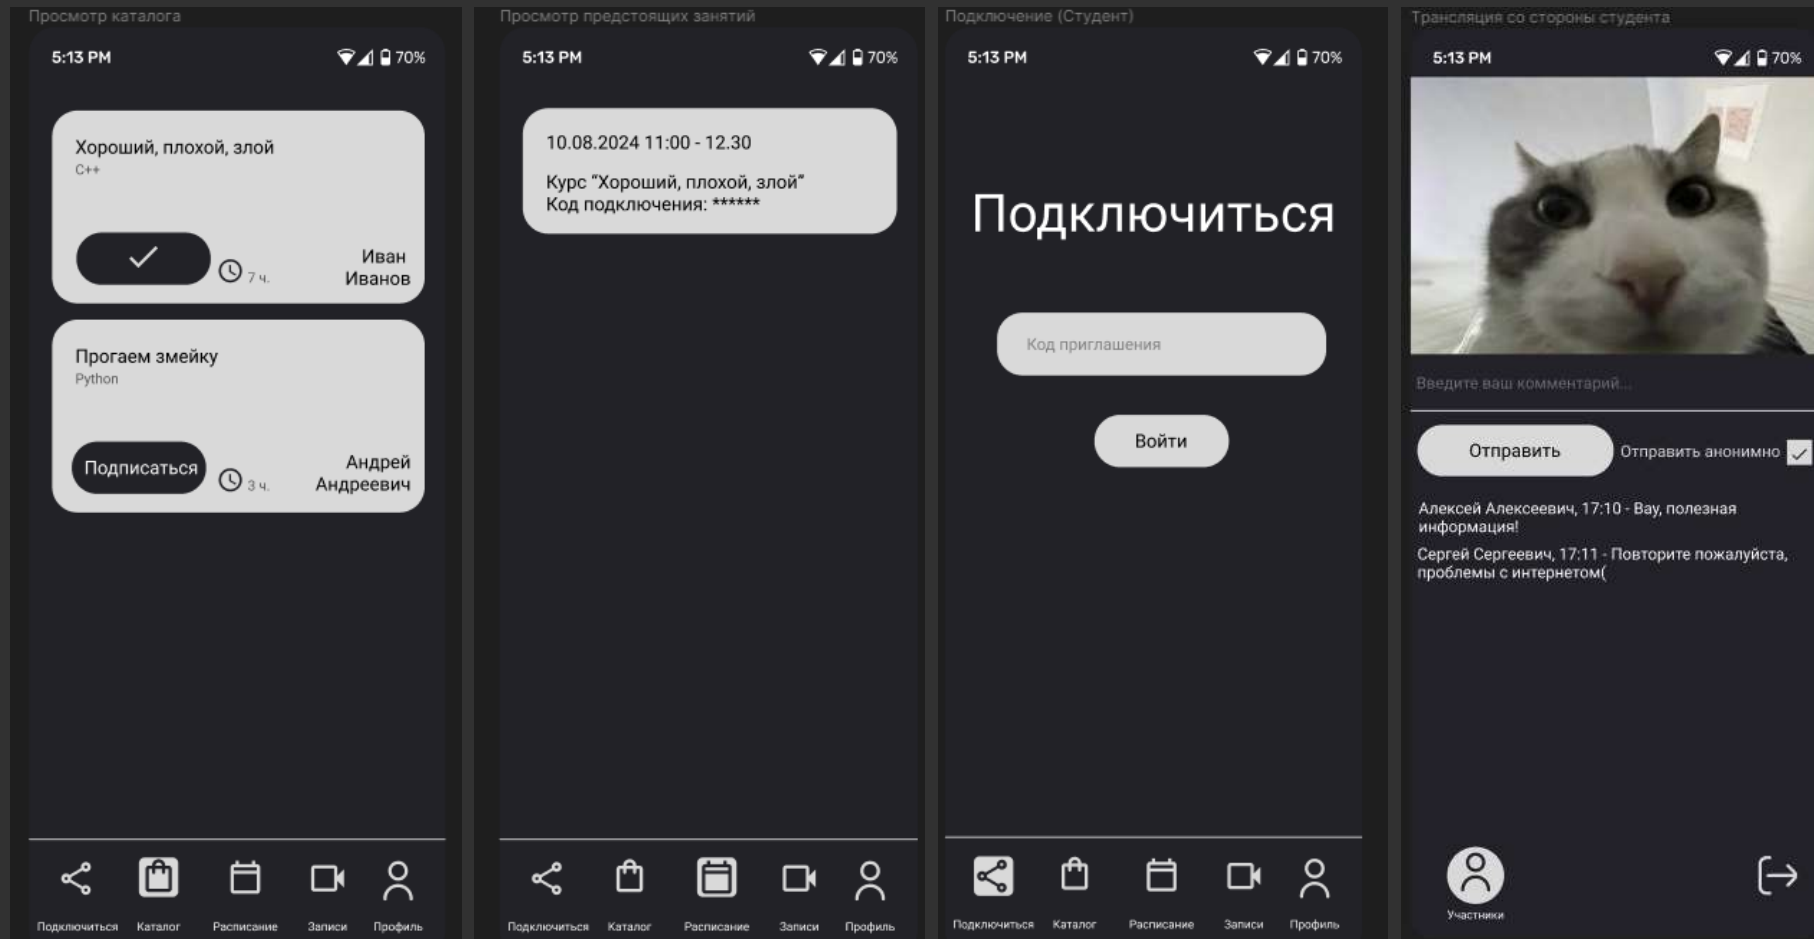 Просмотр каталога
5:13 PM
70%
Хороший, плохой, злой
C++
7 ч.
Иван
Иванов
Прогаем змейку
Python
Подписаться
3 ч.
Андрей
Андреевич
Подключиться
Каталог
Расписание
Записи
Профиль
Просмотр предстоящих занятий
5:13 PM
70%
10.08.2024 11:00 - 12.30
Курс “Хороший, плохой, злой”
Код подключения: ******
Подключиться
Каталог
Расписание
Записи
Профиль
Подключение (Студент)
5:13 PM
70%
Подключиться
Код приглашения
Войти
Подключиться
Каталог
Расписание
Записи
Профиль
Трансляция со стороны студента
5:13 PM
70%
Введите ваш комментарий...
Отправить
Отправить анонимно
Алексей Алексеевич, 17:10 - Вау, полезная
информация!
Сергей Сергеевич, 17:11 - Повторите пожалуйста,
проблемы с интернетом(
Участники